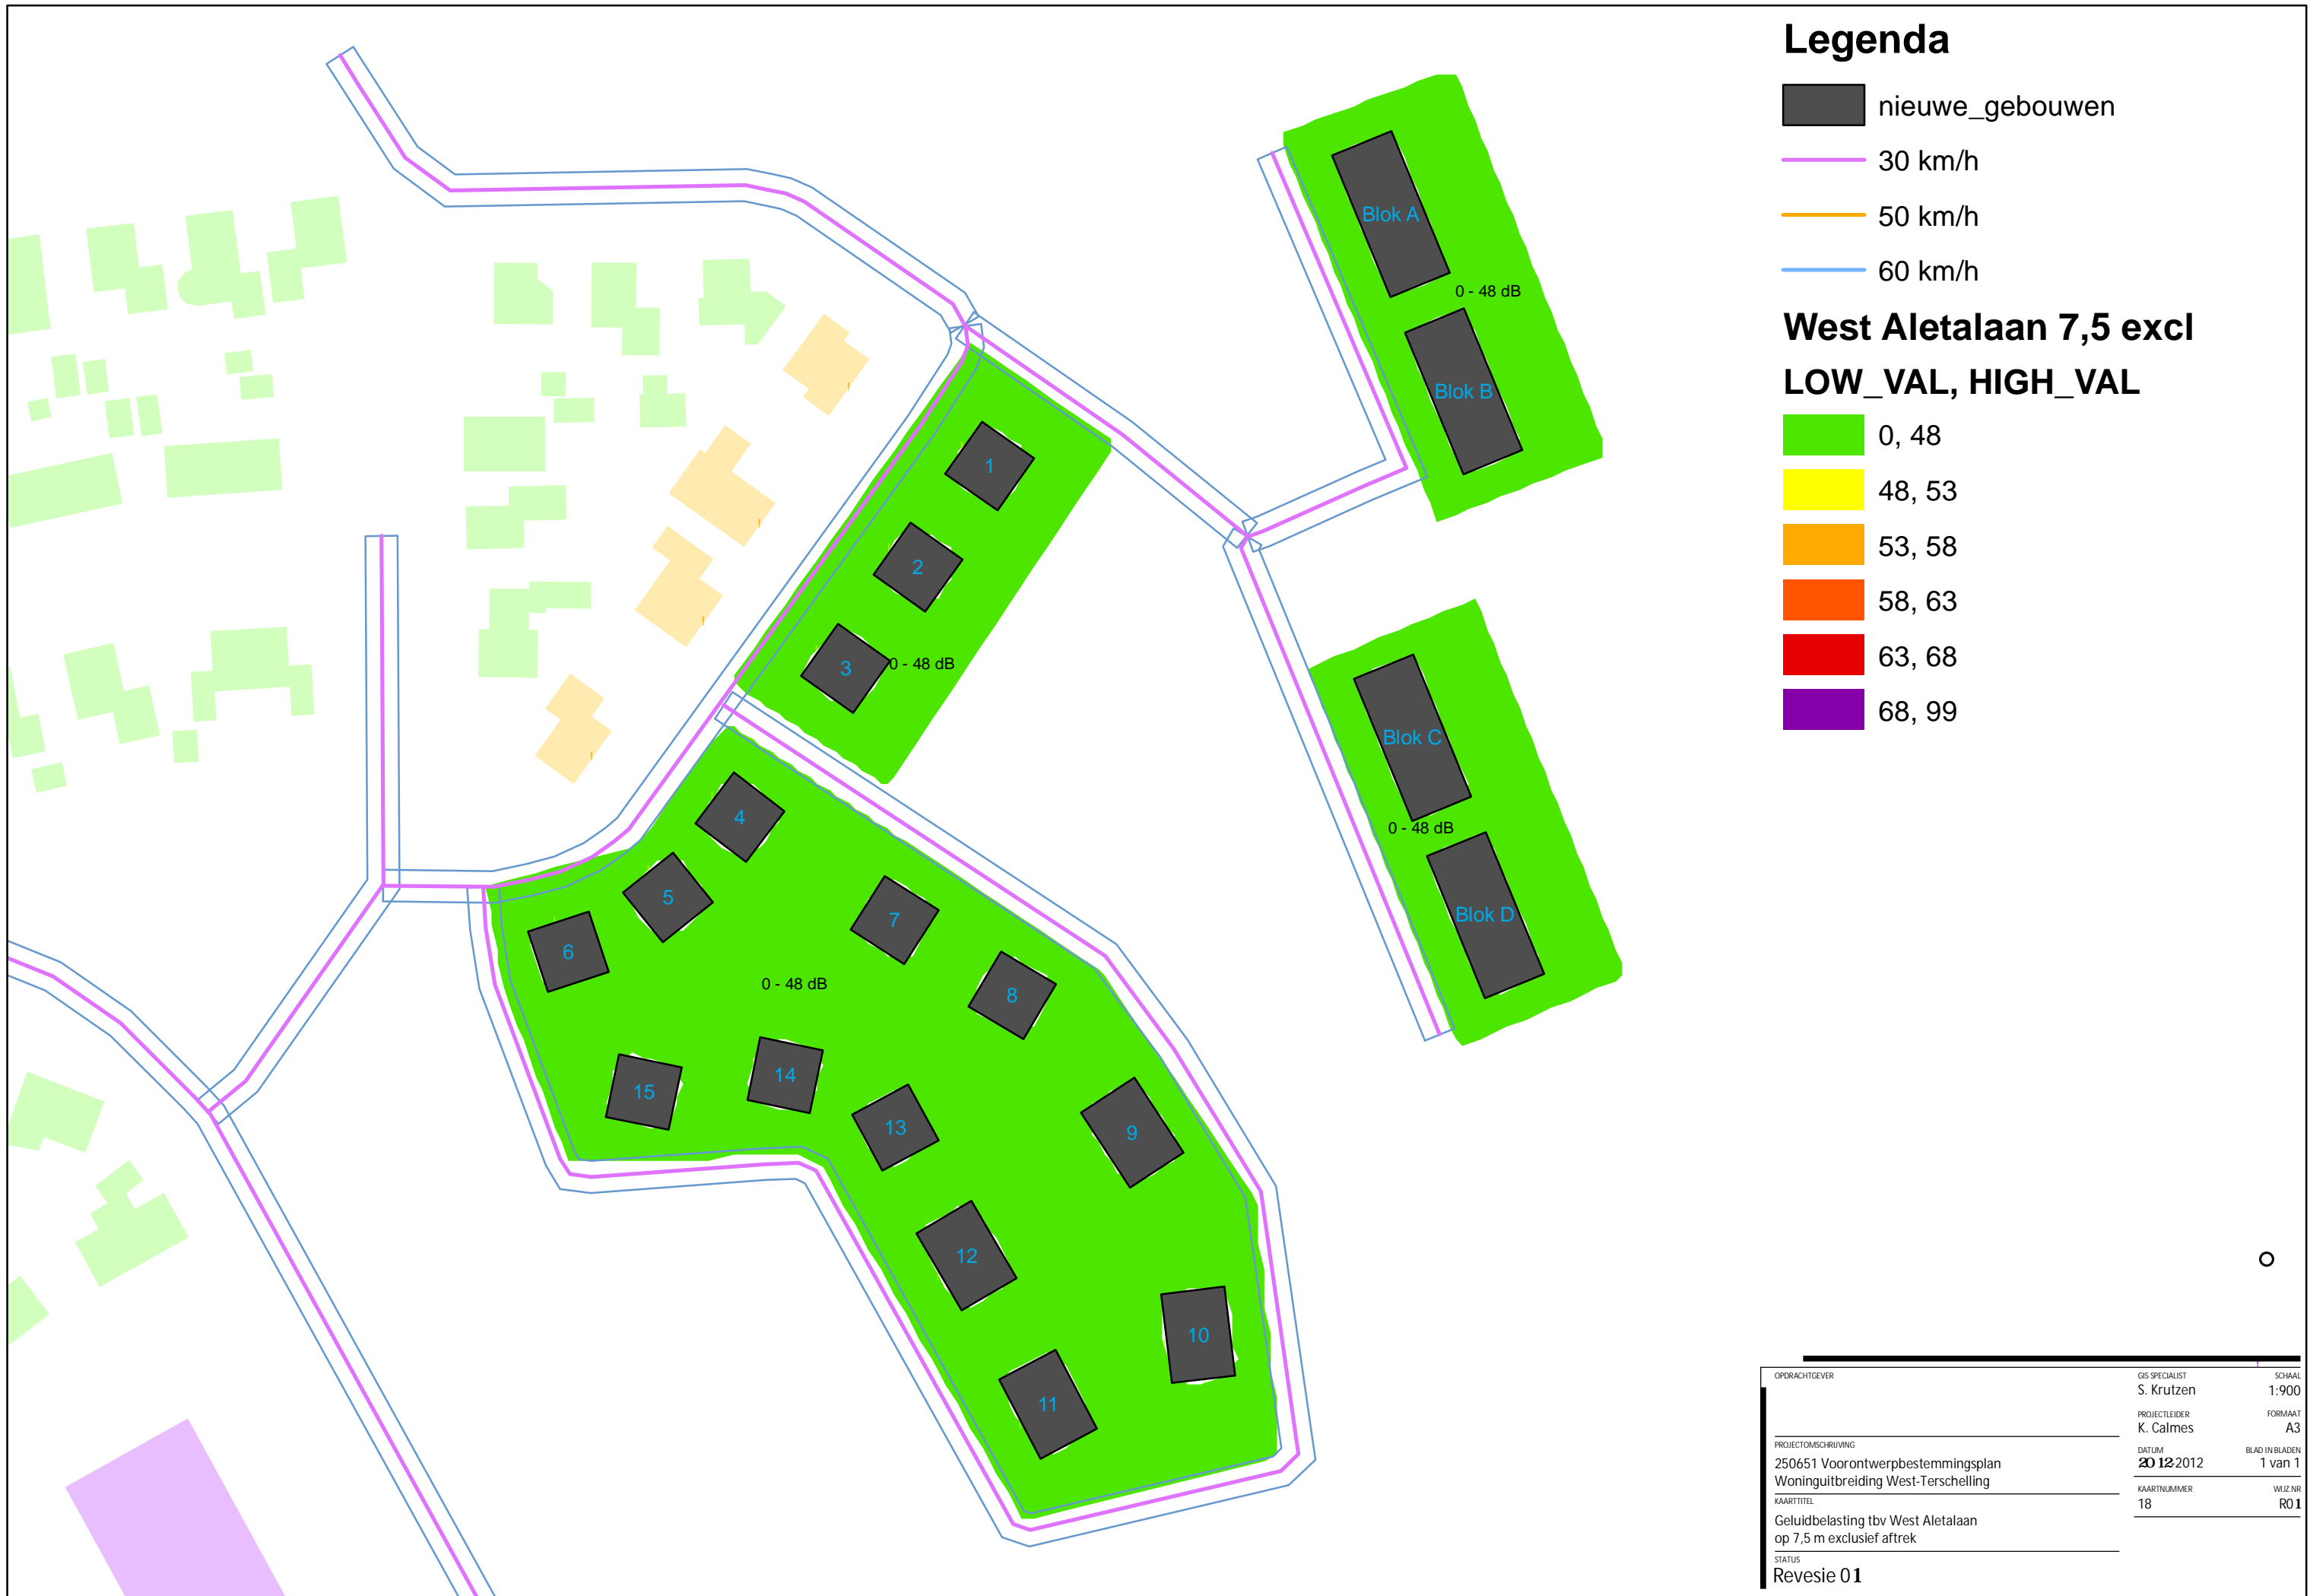 Legenda
nieuwe_gebouwen
30 km/h
50 km/h
60 km/h
West Aletalaan 7,5 excl
LOW_VAL, HIGH_VAL
0, 48
48, 53
53, 58
58, 63
63, 68
68, 99
Blok A
0 - 48 dB
Blok B
1
2
3
0 - 48 dB
Blok C
0 - 48 dB
Blok D
4
5
6
7
8
0 - 48 dB
9
10
11
12
13
14
15
OPDRACHTGEVER
GIS SPECIALIST
SCHAAL
S. Krutzen
1:900
PROJECTLEIDER
FORMAAT
K. Calmes
A3
PROJECTOMSCHRIJVING
250651 Voorontwerpbestemmingsplan
Woninguitbreiding West-Terschelling
DATUM
BLAD IN BLADEN
20-12-2012
1 van 1
KAARTNUMMER
WIJZ.NR
18
R01
KAARTTITEL
Geluidbelasting tbv West Aletalaan
op 7,5 m exclusief aftrek
STATUS
Revesie 01